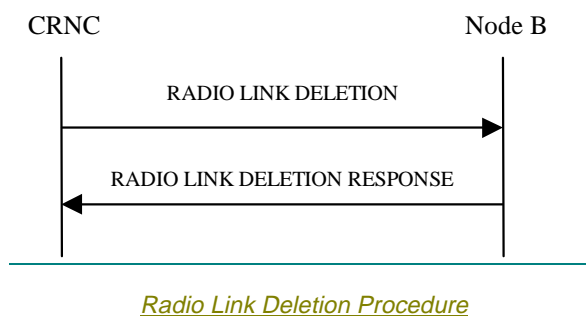 CRNC Node B
RADIO LINK DELETION
RADIO LINK DELETION RESPONSE
Radio Link Deletion Procedure